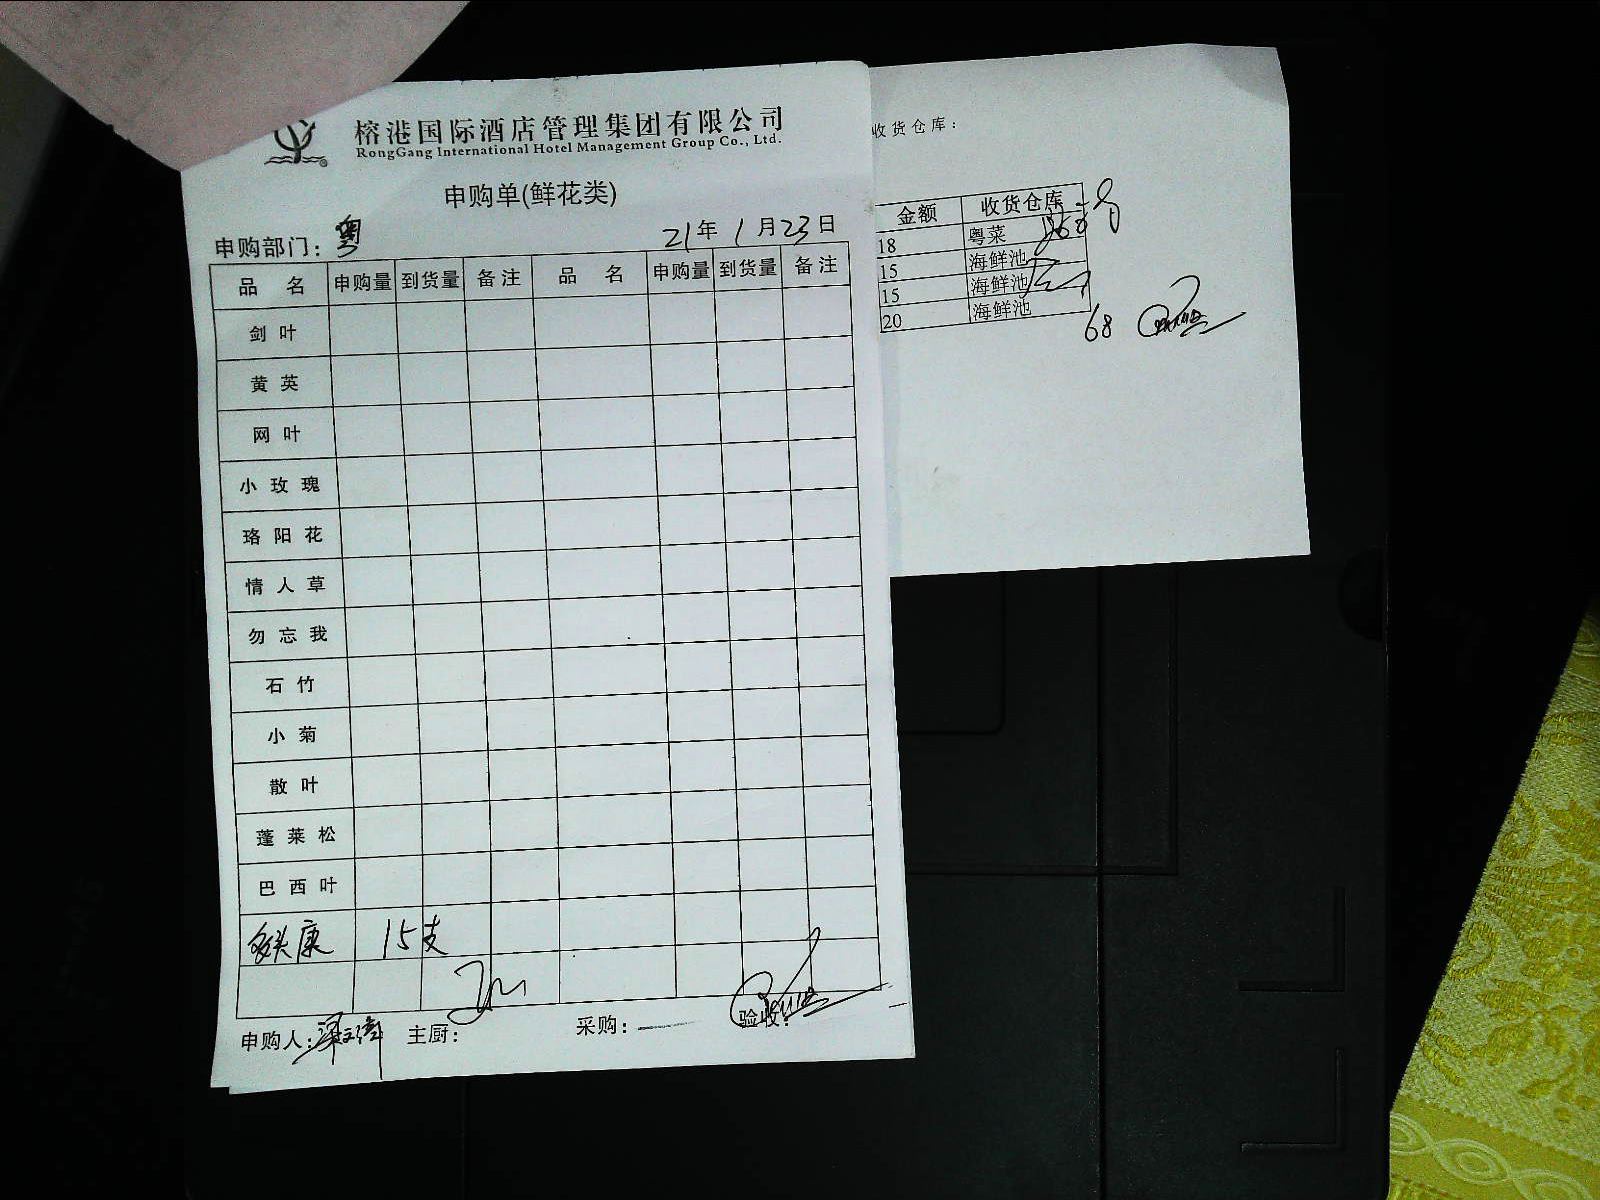 榕港国际酒店管理集团有限公司
RongGang International Hotel Management Group Co., Ltd.
申购单(鲜花类)
申购部门：粤 21年 1月23日
品名 申购量 到货量 备注 品名 申购量 到货量 备注
剑叶
黄英
网叶
小玫瑰
珞阳花
情人草
勿忘我
石竹
小菊
散叶
蓬莱松
巴西叶
多头康 15支
申购人： 主厨： 采购： 验收：
收货仓库：
金额 收货仓库
18 粤菜
15 海鲜池
15 海鲜池
20 海鲜池
68